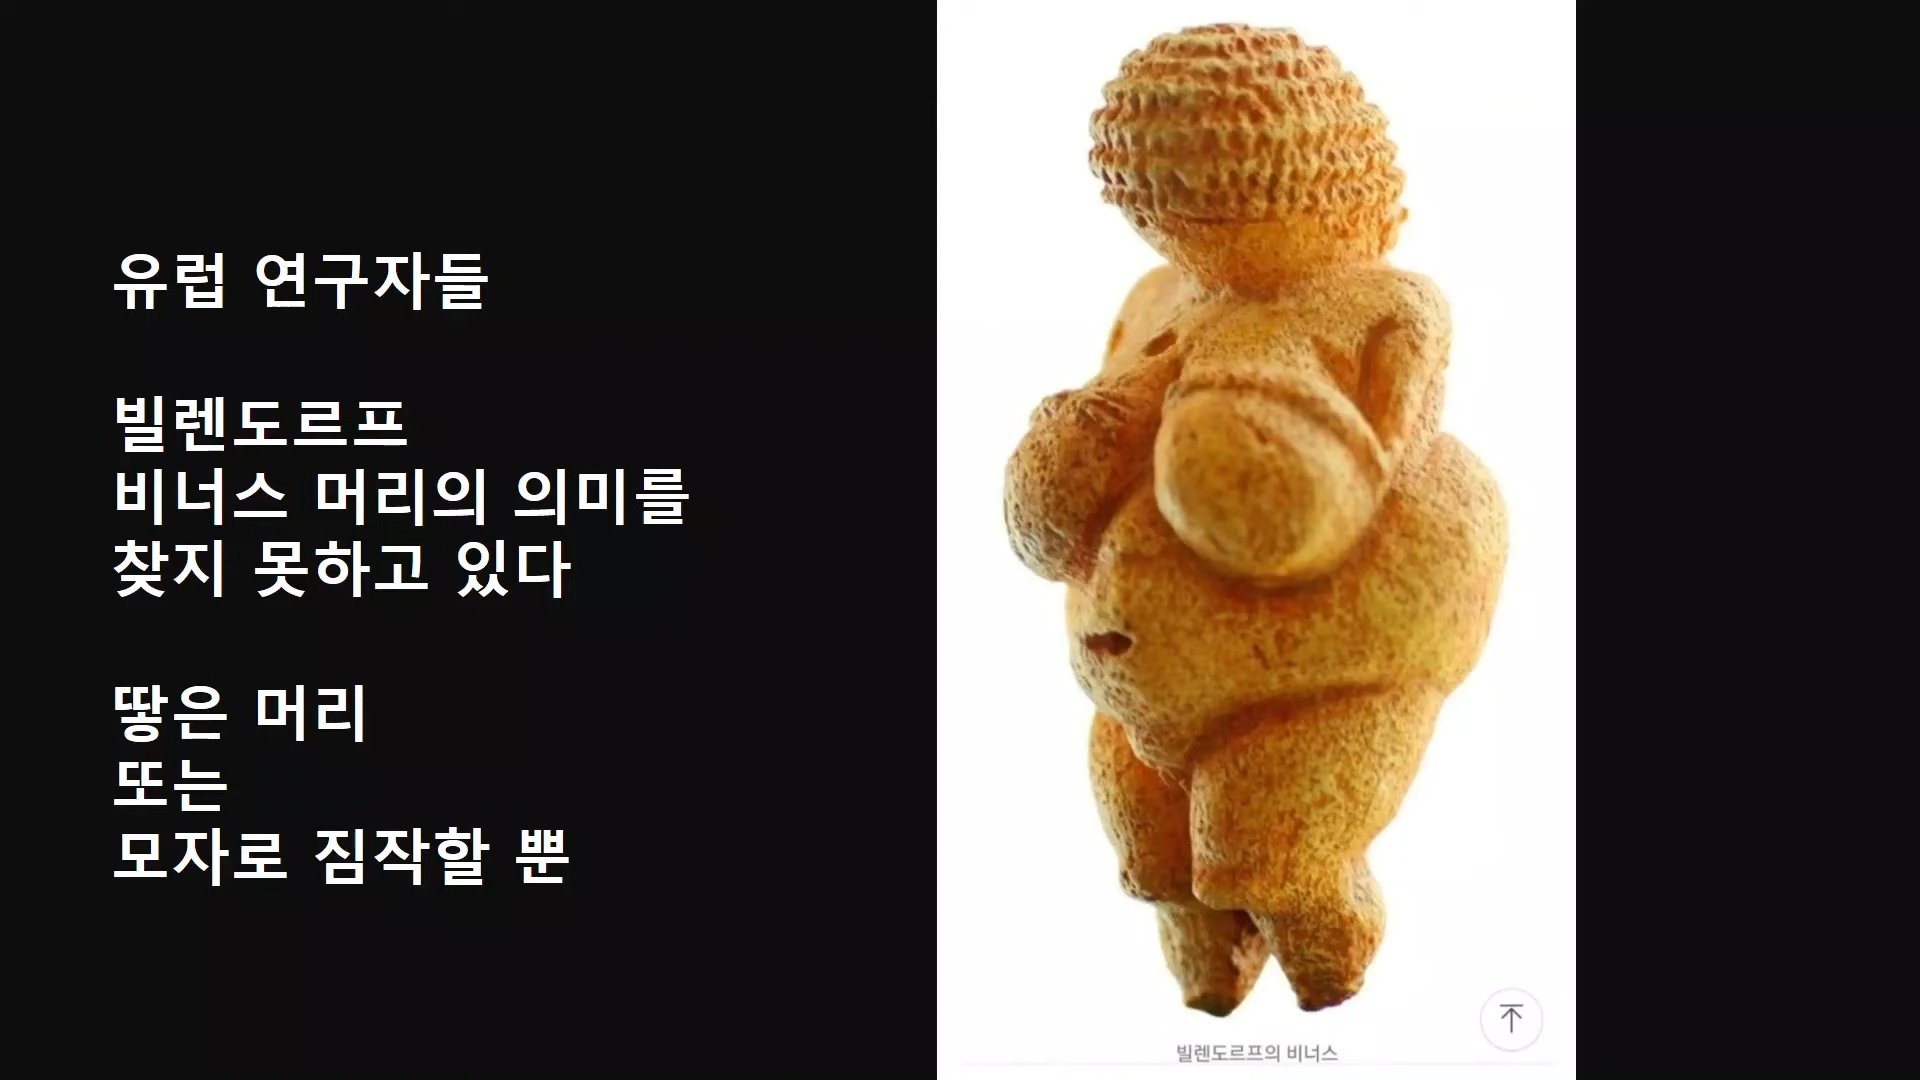 유럽 연구자들
빌렌도르프
비너스 머리의 의미를
찾지 못하고 있다
땋은 머리
또는
모자로 짐작할 뿐
빌렌도르프의 비너스